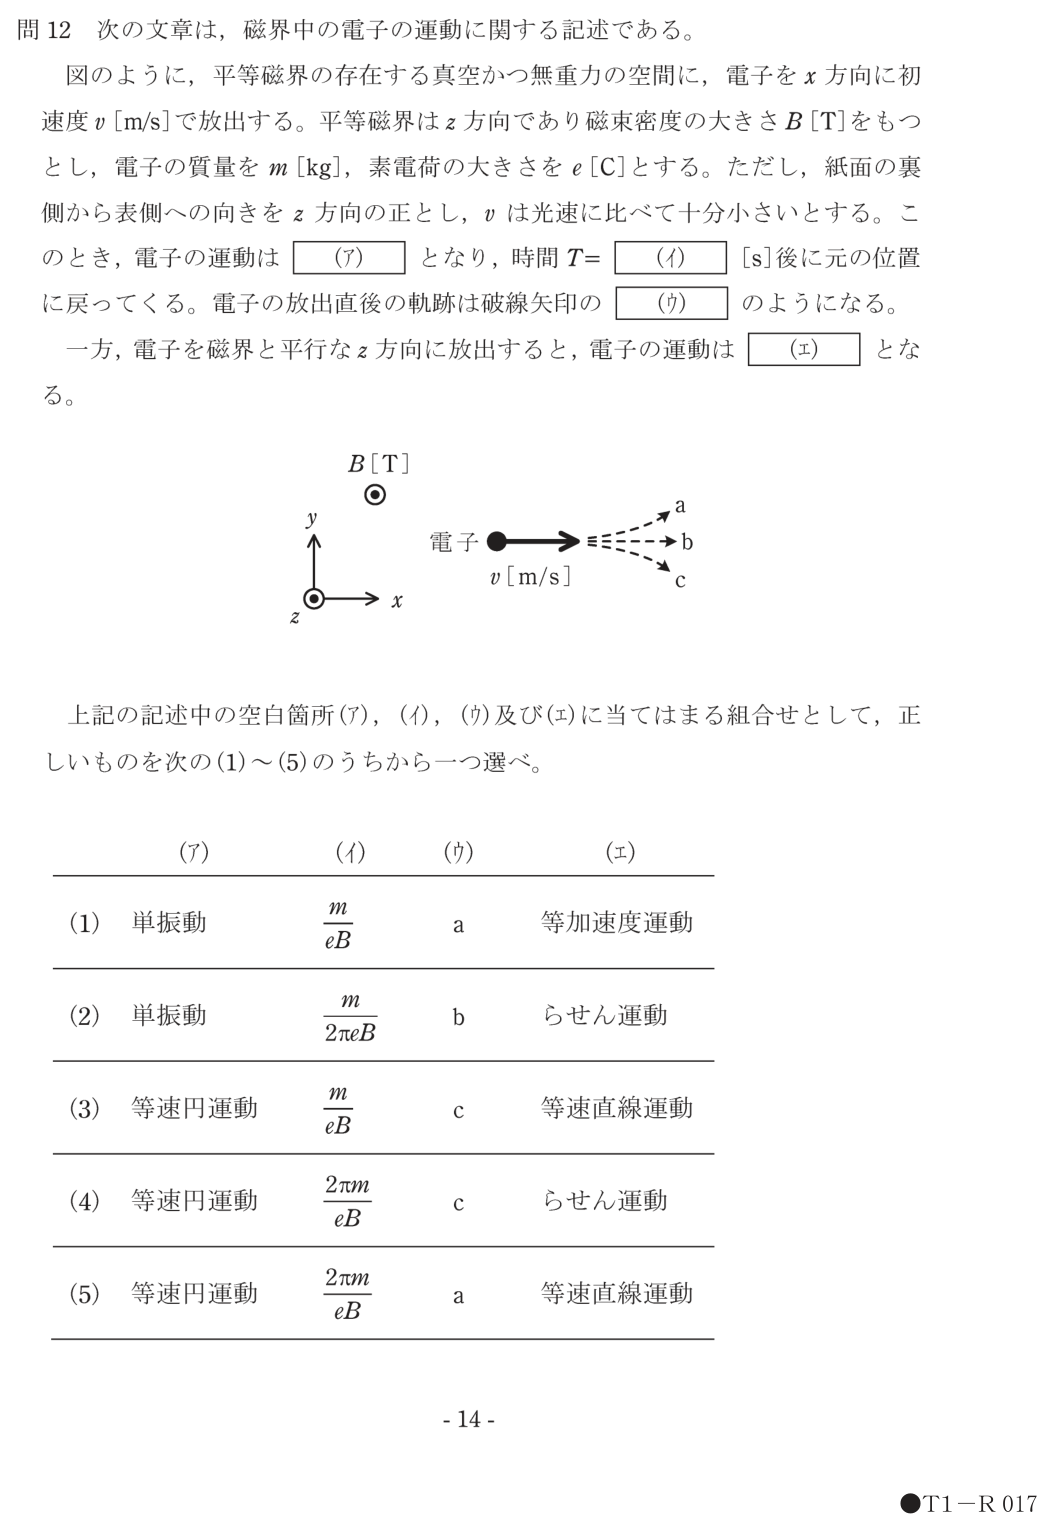 問 12　次の文章は，磁界中の電子の運動に関する記述である。
図のように，平等磁界の存在する真空かつ無重力の空間に，電子を x 方向に初
速度 v [m/s]で放出する。平等磁界は z 方向であり磁束密度の大きさ B [T]をもつ
とし，電子の質量を m [kg]，素電荷の大きさを e [C]とする。ただし，紙面の裏
側から表側への向きを z 方向の正とし，v は光速に比べて十分小さいとする。こ
のとき，電子の運動は (ｱ) となり，時間 T= (ｲ) [s]後に元の位置
に戻ってくる。電子の放出直後の軌跡は破線矢印の (ｳ) のようになる。
一方，電子を磁界と平行な z 方向に放出すると，電子の運動は (ｴ) とな
る。
B [T]
y
x
z
電子
v [m/s]
a
b
c
上記の記述中の空白箇所(ｱ)，(ｲ)，(ｳ)及び(ｴ)に当てはまる組合せとして，正
しいものを次の(1)～(5)のうちから一つ選べ。
(ｱ) (ｲ) (ｳ) (ｴ)
(1) 単振動 m/eB a 等加速度運動
(2) 単振動 m/2πeB b らせん運動
(3) 等速円運動 m/eB c 等速直線運動
(4) 等速円運動 2πm/eB c らせん運動
(5) 等速円運動 2πm/eB a 等速直線運動
- 14 -
●T1－R 017